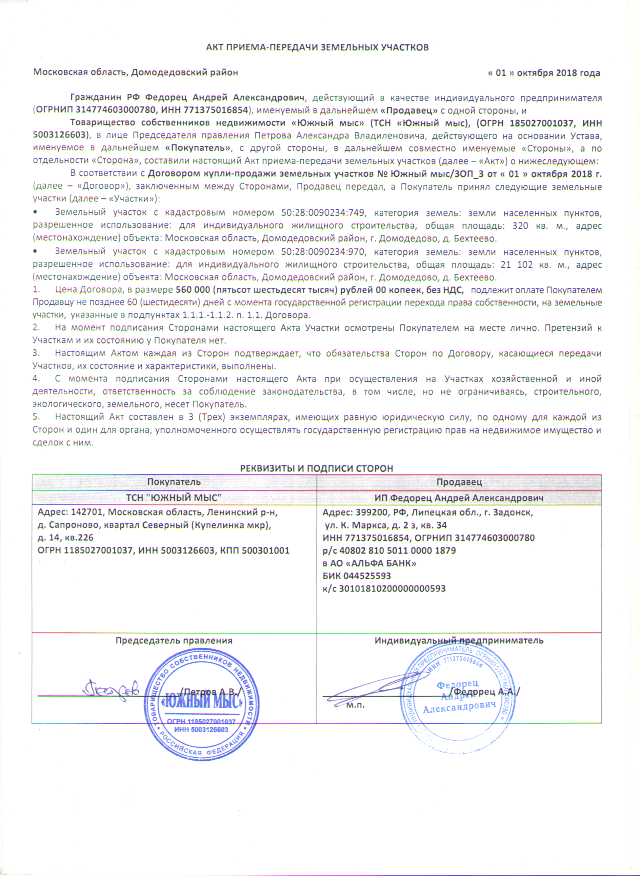 АКТ ПРИЕМА-ПЕРЕДАЧИ ЗЕМЕЛЬНЫХ УЧАСТКОВ
Московская область, Домодедовский район « 01 » октября 2018 года
Гражданин РФ Федорец Андрей Александрович, действующий в качестве индивидуального предпринимателя
(ОГРНИП 314774603000780, ИНН 771375016854), именуемый в дальнейшем «Продавец» с одной стороны, и
Товарищество собственников недвижимости «Южный мыс» (ТСН «Южный мыс), (ОГРН 185027001037, ИНН
5003126603), в лице Председателя правления Петрова Александра Владиленовича, действующего на основании Устава,
именуемое в дальнейшем «Покупатель», с другой стороны, в дальнейшем совместно именуемые «Стороны», а по
отдельности «Сторона», составили настоящий Акт приема-передачи земельных участков (далее – «Акт») о нижеследующем:
В соответствии с Договором купли-продажи земельных участков № Южный мыс/ЗОП_3 от « 01 » октября 2018 г.
(далее – «Договор»), заключенным между Сторонами, Продавец передал, а Покупатель принял следующие земельные
участки (далее – «Участки»):
• Земельный участок с кадастровым номером 50:28:0090234:749, категория земель: земли населенных пунктов,
разрешенное использование: для индивидуального жилищного строительства, общая площадь: 320 кв. м., адрес
(местонахождение) объекта: Московская область, Домодедовский район, г. Домодедово, д. Бехтеево.
• Земельный участок с кадастровым номером 50:28:0090234:970, категория земель: земли населенных пунктов,
разрешенное использование: для индивидуального жилищного строительства, общая площадь: 21 102 кв. м., адрес
(местонахождение) объекта: Московская область, Домодедовский район, г. Домодедово, д. Бехтеево.
1. Цена Договора, в размере 560 000 (пятьсот шестьдесят тысяч) рублей 00 копеек, без НДС, подлежит оплате Покупателем
Продавцу не позднее 60 (шестидесяти) дней с момента государственной регистрации перехода права собственности, на земельные
участки, указанные в подпунктах 1.1.1.-1.1.2. п. 1.1. Договора.
2. На момент подписания Сторонами настоящего Акта Участки осмотрены Покупателем на месте лично. Претензий к
Участкам и их состоянию у Покупателя нет.
3. Настоящим Актом каждая из Сторон подтверждает, что обязательства Сторон по Договору, касающиеся передачи
Участков, их состояние и характеристики, выполнены.
4. С момента подписания Сторонами настоящего Акта при осуществлении на Участках хозяйственной и иной
деятельности, ответственность за соблюдение законодательства, в том числе, но не ограничиваясь, строительного,
экологического, земельного, несет Покупатель.
5. Настоящий Акт составлен в 3 (Трех) экземплярах, имеющих равную юридическую силу, по одному для каждой из
Сторон и один для органа, уполномоченного осуществлять государственную регистрацию прав на недвижимое имущество и
сделок с ним.
РЕКВИЗИТЫ И ПОДПИСИ СТОРОН
Покупатель
ТСН "ЮЖНЫЙ МЫС"
Адрес: 142701, Московская область, Ленинский р-н,
д. Сапроново, квартал Северный (Купелинка мкр),
д. 14, кв.226
ОГРН 1185027001037, ИНН 5003126603, КПП 500301001
Председатель правления
/Петров А.В./
ТОВАРИЩЕСТВО СОБСТВЕННИКОВ НЕДВИЖИМОСТИ
«ЮЖНЫЙ МЫС»
ОГРН 1185027001037
ИНН 5003126603
РОССИЙСКАЯ ФЕДЕРАЦИЯ
Продавец
ИП Федорец Андрей Александрович
Адрес: 399200, РФ, Липецкая обл., г. Задонск,
ул. К. Маркса, д. 2 з, кв. 34
ИНН 771375016854, ОГРНИП 314774603000780
р/с 40802 810 5011 0000 1879
в АО «АЛЬФА БАНК»
БИК 044525593
к/с 30101810200000000593
Индивидуальный предприниматель
/Федорец А.А./
м.п.
ИНДИВИДУАЛЬНЫЙ ПРЕДПРИНИМАТЕЛЬ
ИНН 771375016854
Федорец
Андрей
Александрович